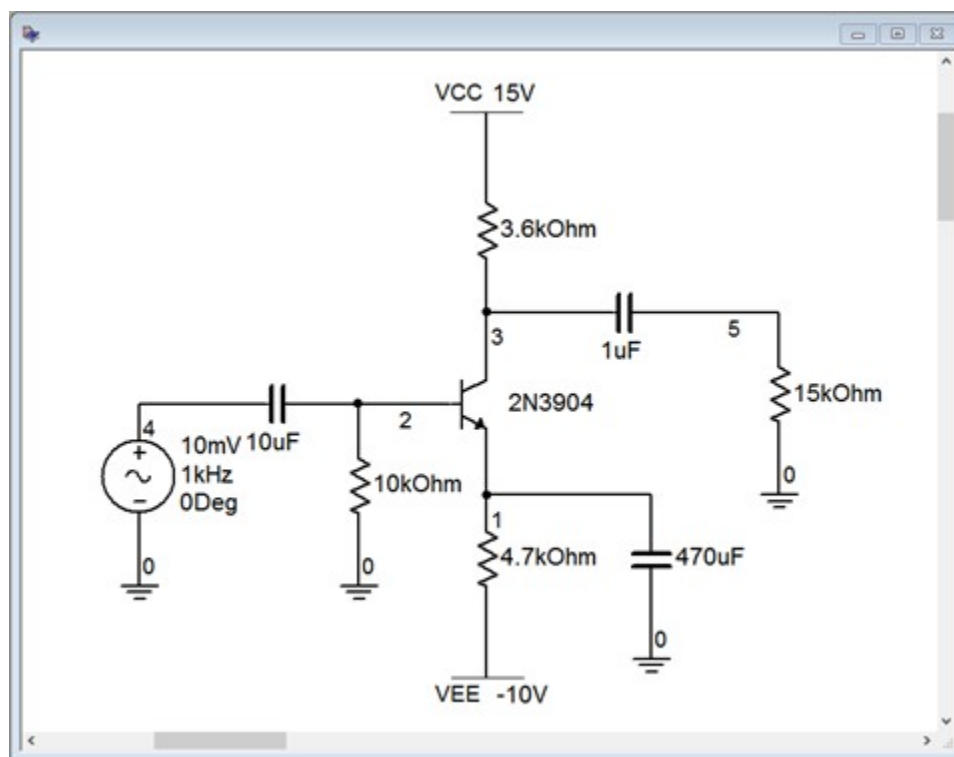 VCC 15V
3.6kOhm
3
1uF
5
2N3904
15kOhm
0
4
10mV
1kHz
0Deg
10uF
2
10kOhm
0
0
1
4.7kOhm
470uF
0
VEE -10V